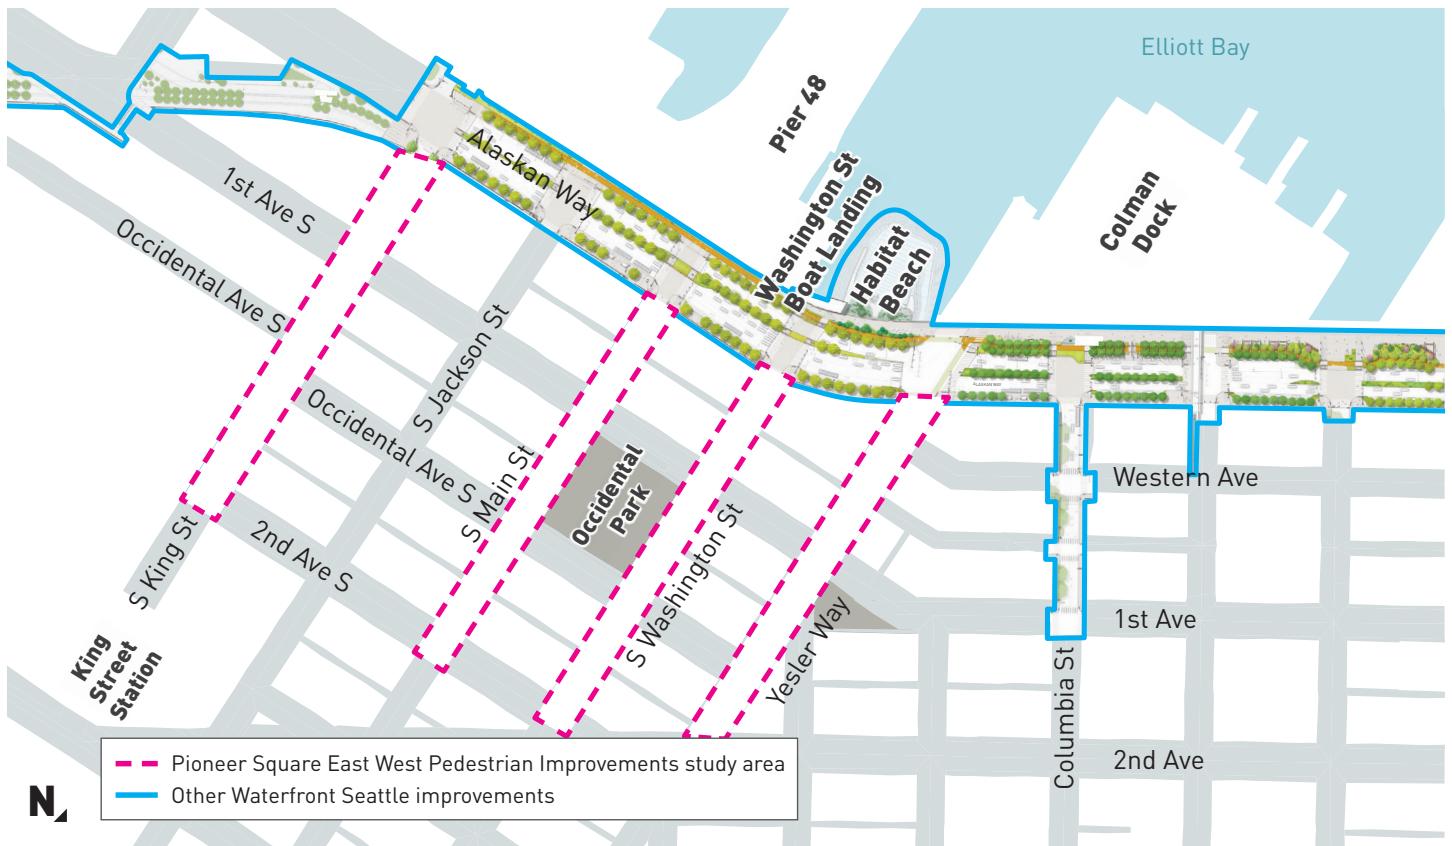 Elliott Bay
Pier 48
Alaskan Way
Washington St
Boat Landing
Habitat
Beach
Colman
Dock
1st Ave S
Occidental Ave S
S Jackson St
ALASKAN WAY
Occidental Ave S
S Main St
Occidental
Park
Western Ave
2nd Ave S
S King St
S Washington St
Yesler Way
1st Ave
King
Street
Station
Columbia St
2nd Ave
Pioneer Square East West Pedestrian Improvements study area
Other Waterfront Seattle improvements
N